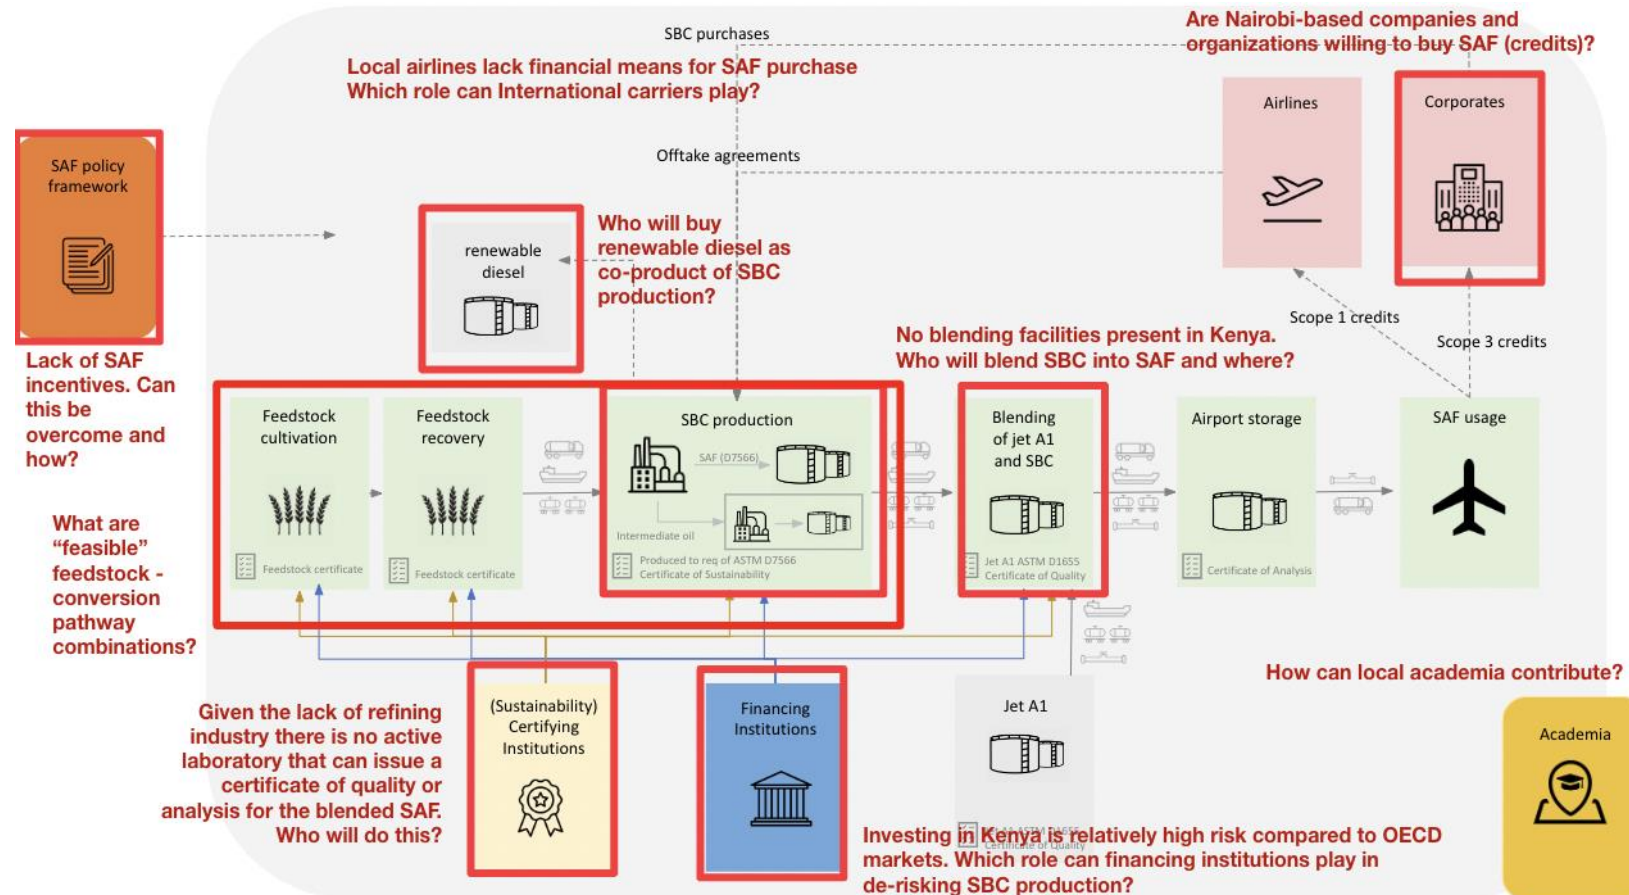 SBC purchases
Are Nairobi-based companies and
organizations willing to buy SAF (credits)?
Local airlines lack financial means for SAF purchase
Which role can International carriers play?
Airlines
Corporates
SAF policy
framework
Offtake agreements
renewable
diesel
Who will buy
renewable diesel as
co-product of SBC
production?
Scope 1 credits
Scope 3 credits
Lack of SAF
incentives. Can
this be
overcome and
how?
No blending facilities present in Kenya.
Who will blend SBC into SAF and where?
Feedstock
cultivation
Feedstock certificate
Feedstock
recovery
Feedstock certificate
SBC production
SAF (D7566)
Intermediate oil
Produced to req of ASTM D7566
Certificate of Sustainability
Blending
of jet A1
and SBC
Jet A1 ASTM D1655
Certificate of Quality
Airport storage
Certificate of Analysis
SAF usage
What are
“feasible”
feedstock -
conversion
pathway
combinations?
Given the lack of refining
industry there is no active
laboratory that can issue a
certificate of quality or
analysis for the blended SAF.
Who will do this?
(Sustainability)
Certifying
Institutions
Financing
Institutions
Jet A1
Jet A1 ASTM D1655
Certificate of Quality
Investing in Kenya is relatively high risk compared to OECD
markets. Which role can financing institutions play in
de-risking SBC production?
How can local academia contribute?
Academia